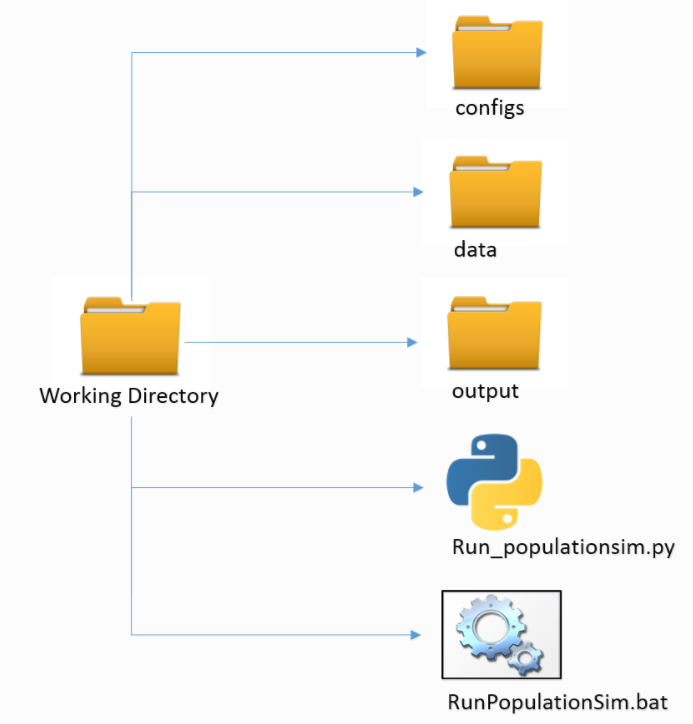 configs
data
Working Directory
output
Run_populationsim.py
RunPopulationSim.bat